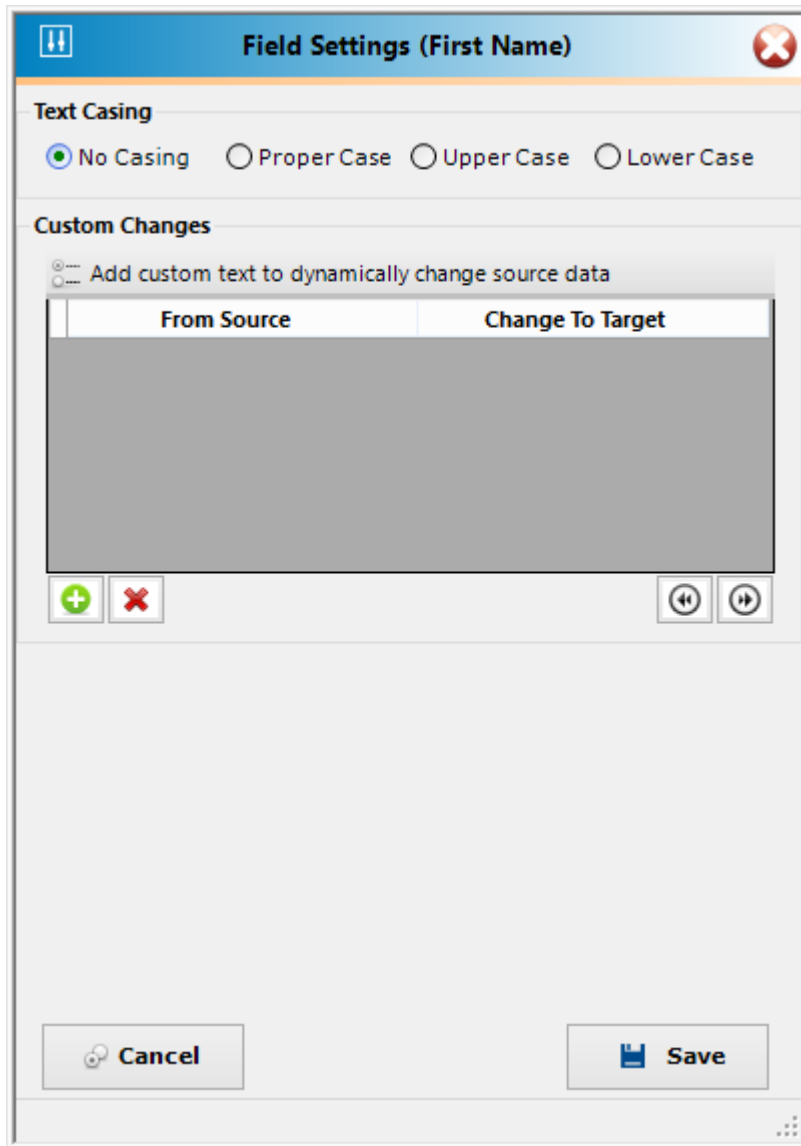 Field Settings (First Name)
Text Casing
No Casing Proper Case Upper Case Lower Case
Custom Changes
Add custom text to dynamically change source data
From Source Change To Target
Cancel Save